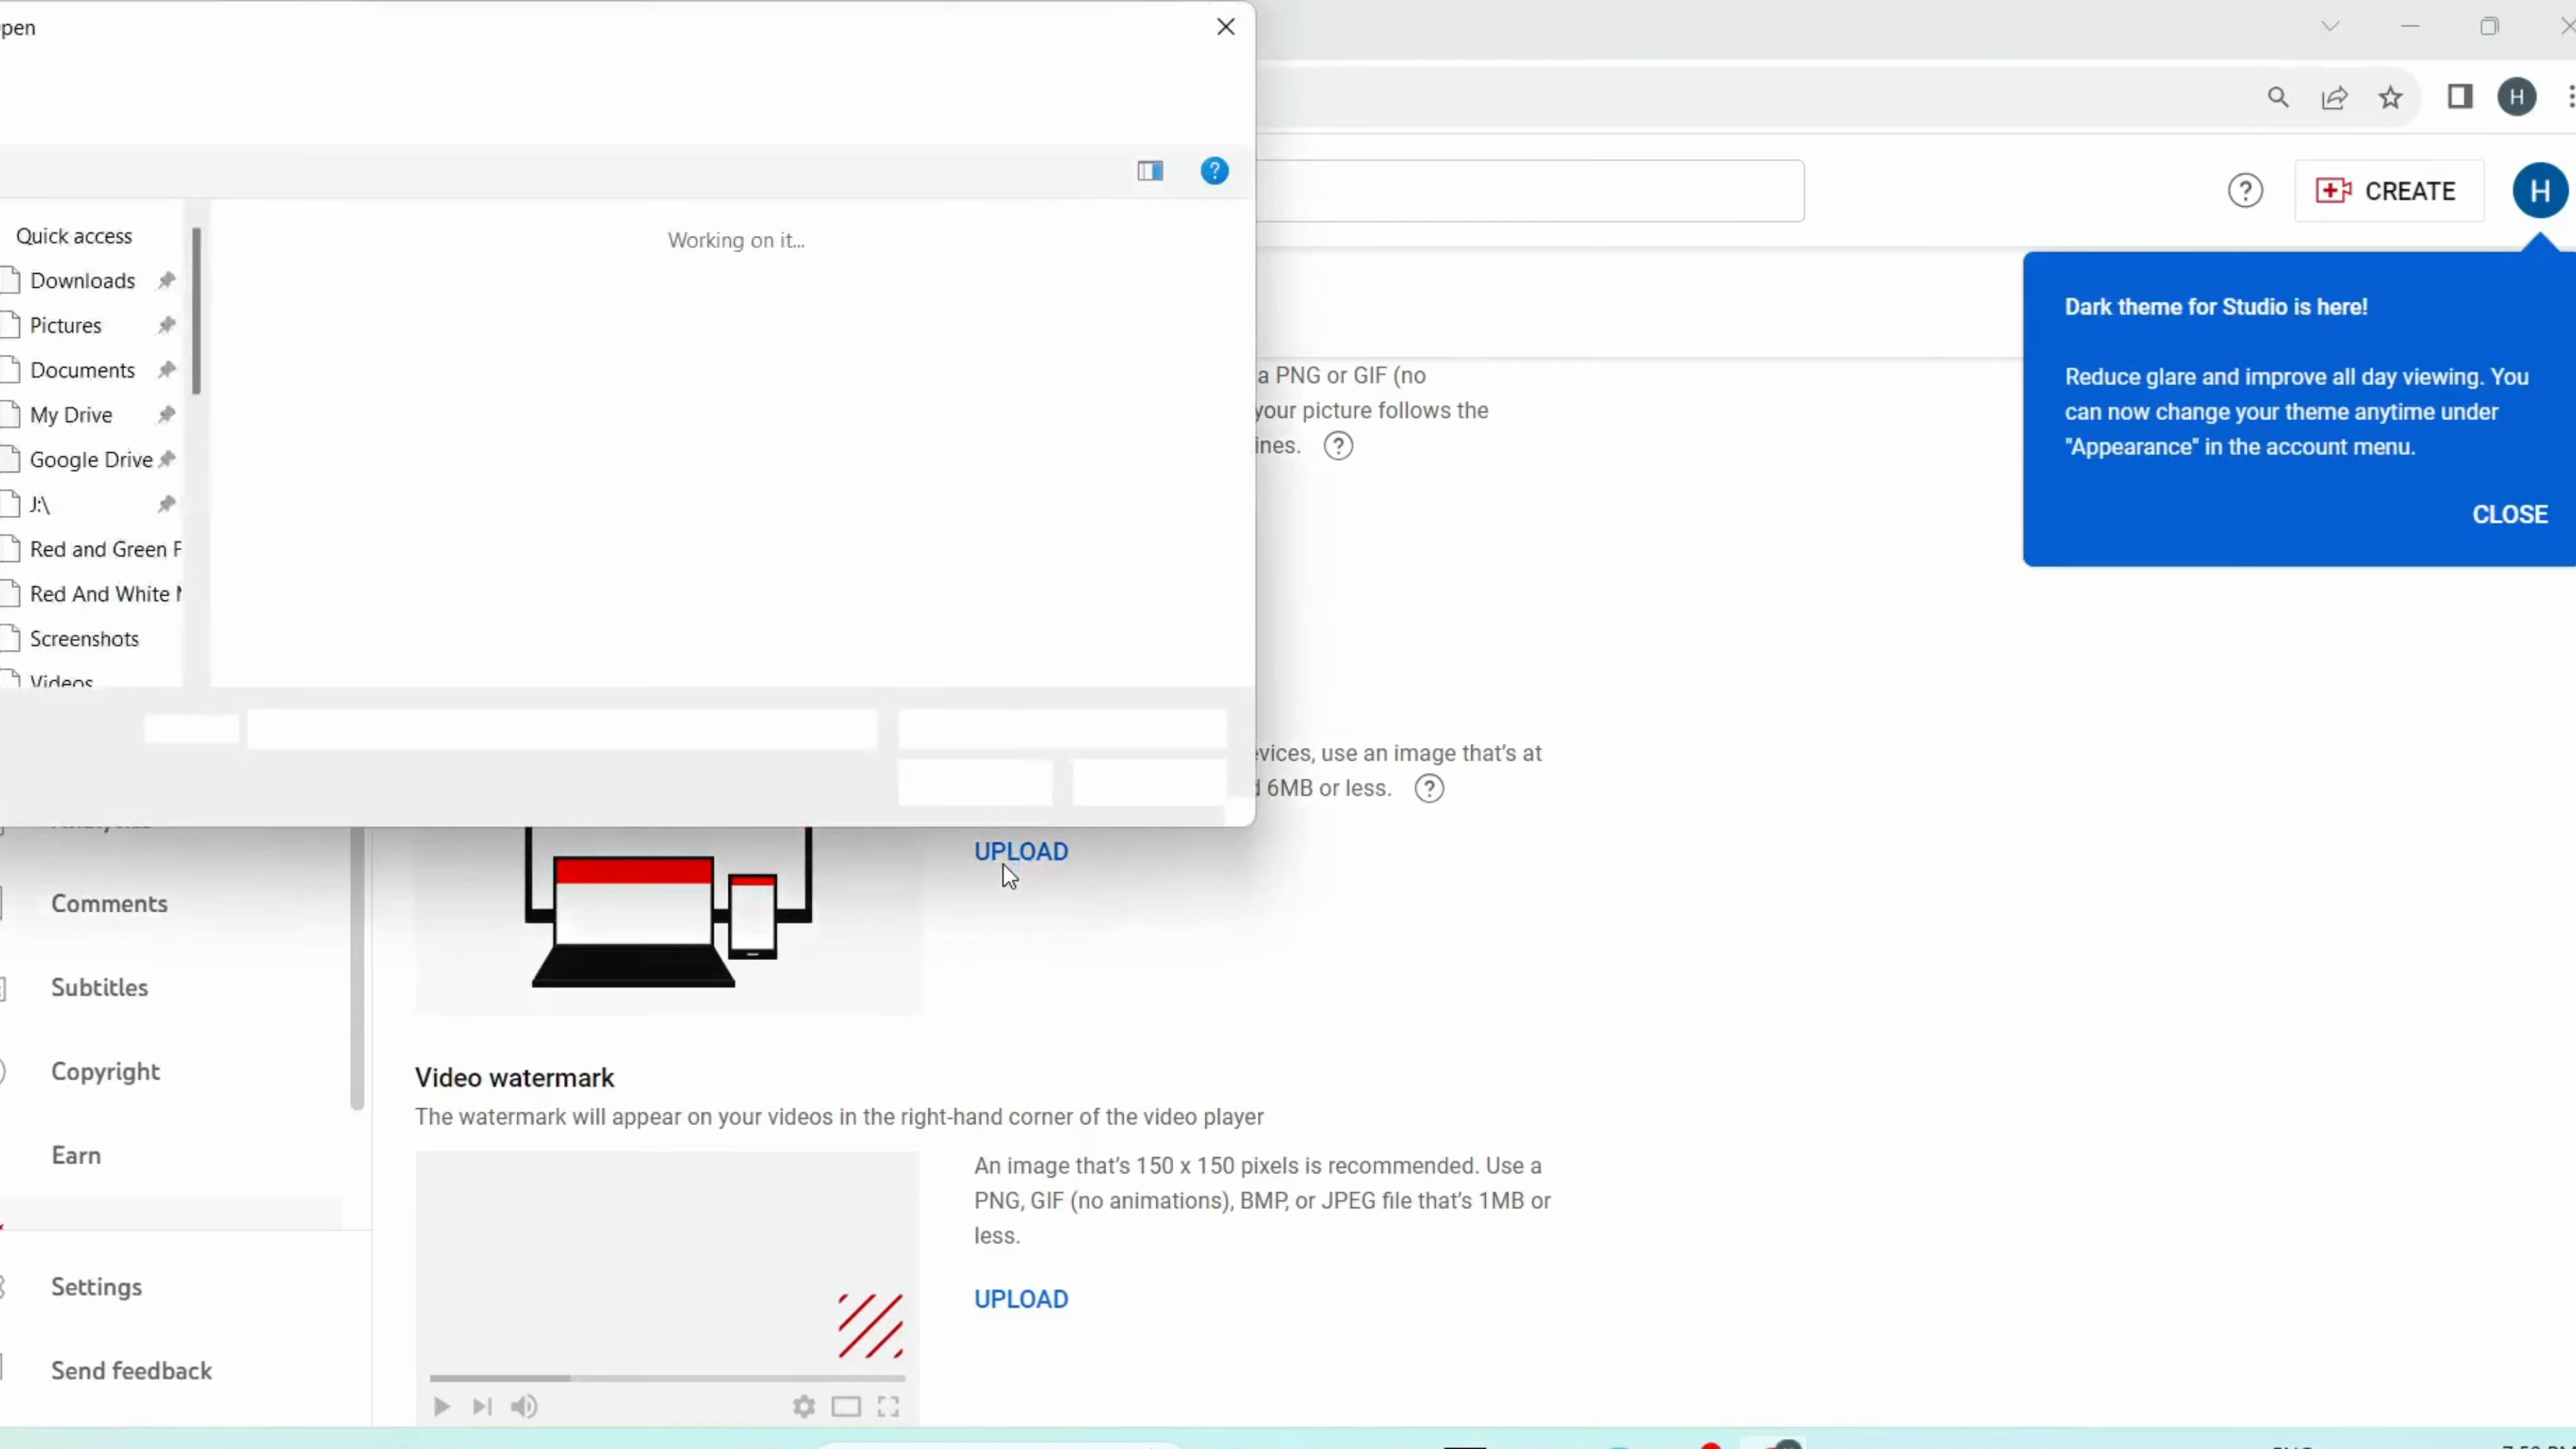 Working on it...
Quick access
Downloads
Pictures
Documents
My Drive
Google Drive
J:\
Red and Green
Red And White
Screenshots
Videos
H
CREATE
H
Dark theme for Studio is here!
Reduce glare and improve all day viewing. You
can now change your theme anytime under
"Appearance" in the account menu.
CLOSE
a PNG or GIF (no
your picture follows the
use an image that's at
6MB or less.
UPLOAD
Comments
Subtitles
Copyright
Earn
Settings
Send feedback
Video watermark
The watermark will appear on your videos in the right-hand corner of the video player
An image that's 150 x 150 pixels is recommended. Use a
PNG, GIF (no animations), BMP, or JPEG file that's 1MB or
less.
UPLOAD